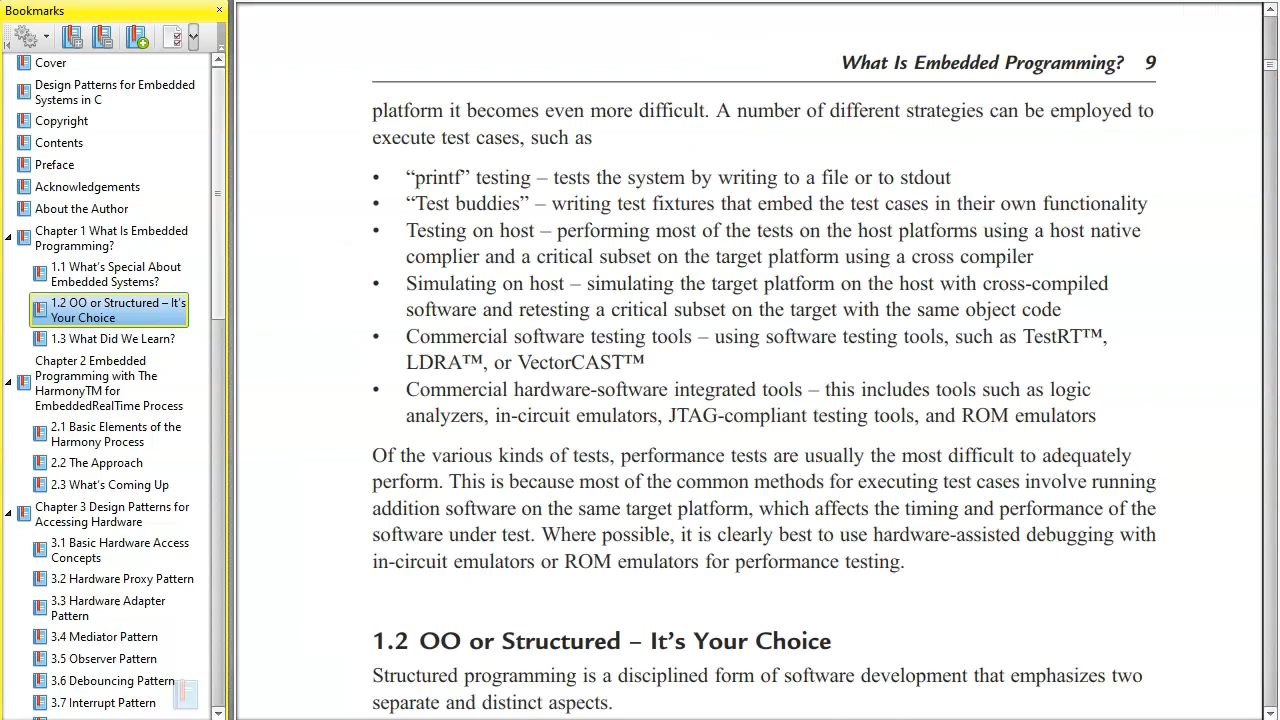 Bookmarks
Cover
Design Patterns for Embedded
Systems in C
Copyright
Contents
Preface
Acknowledgements
About the Author
Chapter 1 What Is Embedded
Programming?
1.1 What's Special About
Embedded Systems?
1.2 OO or Structured – It's
Your Choice
1.3 What Did We Learn?
Chapter 2 Embedded
Programming with The
HarmonyTM for
EmbeddedRealTime Process
2.1 Basic Elements of the
Harmony Process
2.2 The Approach
2.3 What's Coming Up
Chapter 3 Design Patterns for
Accessing Hardware
3.1 Basic Hardware Access
Concepts
3.2 Hardware Proxy Pattern
3.3 Hardware Adapter
Pattern
3.4 Mediator Pattern
3.5 Observer Pattern
3.6 Debouncing Pattern
3.7 Interrupt Pattern
What Is Embedded Programming? 9
platform it becomes even more difficult. A number of different strategies can be employed to
execute test cases, such as
• “printf” testing – tests the system by writing to a file or to stdout
• “Test buddies” – writing test fixtures that embed the test cases in their own functionality
• Testing on host – performing most of the tests on the host platforms using a host native
complier and a critical subset on the target platform using a cross compiler
• Simulating on host – simulating the target platform on the host with cross-compiled
software and retesting a critical subset on the target with the same object code
• Commercial software testing tools – using software testing tools, such as TestRT™,
LDRA™, or VectorCAST™
• Commercial hardware-software integrated tools – this includes tools such as logic
analyzers, in-circuit emulators, JTAG-compliant testing tools, and ROM emulators
Of the various kinds of tests, performance tests are usually the most difficult to adequately
perform. This is because most of the common methods for executing test cases involve running
addition software on the same target platform, which affects the timing and performance of the
software under test. Where possible, it is clearly best to use hardware-assisted debugging with
in-circuit emulators or ROM emulators for performance testing.
1.2 OO or Structured – It’s Your Choice
Structured programming is a disciplined form of software development that emphasizes two
separate and distinct aspects.